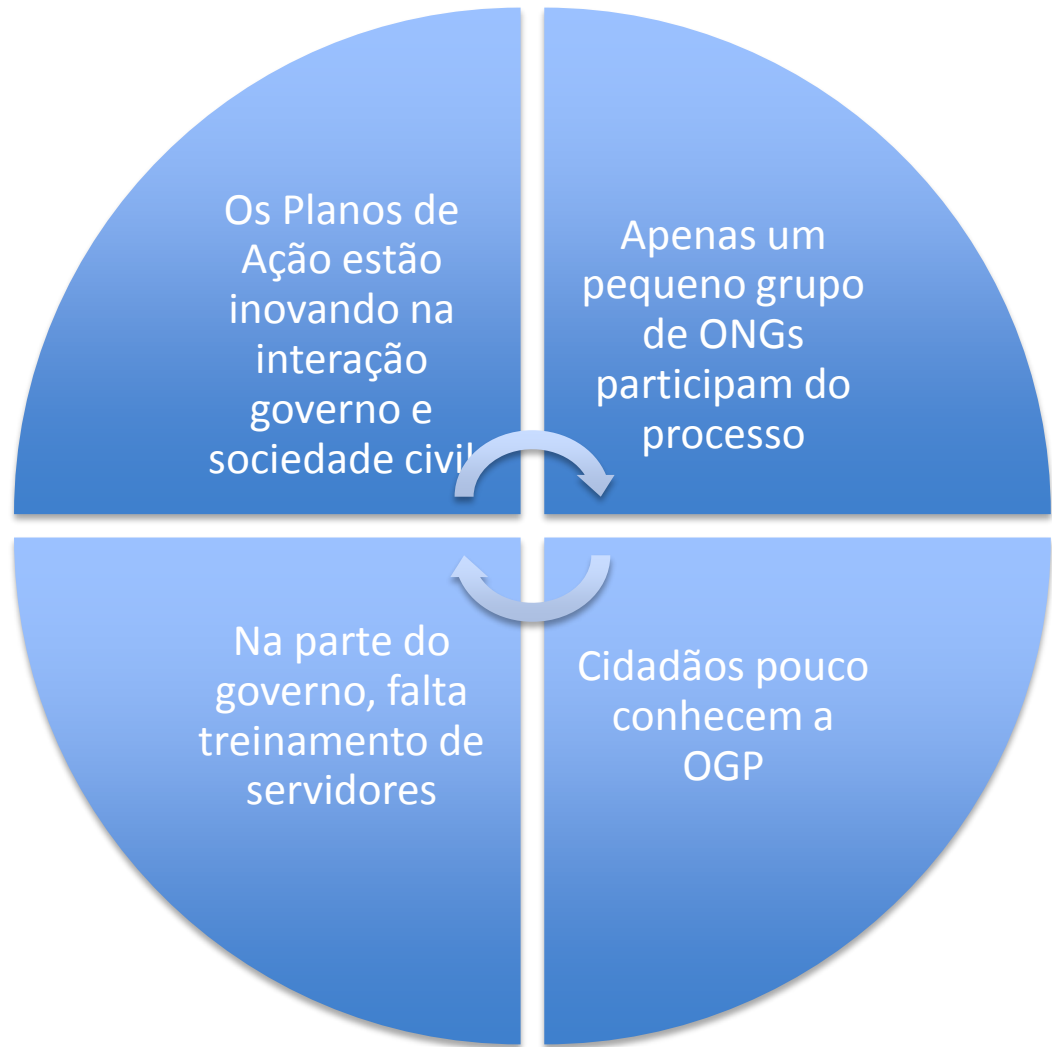 Os Planos de
Ação estão
inovando na
interação
governo e
sociedade civil
Apenas um
pequeno grupo
de ONGs
participam do
processo
Cidadãos pouco
conhecem a
OGP
Na parte do
governo, falta
treinamento de
servidores